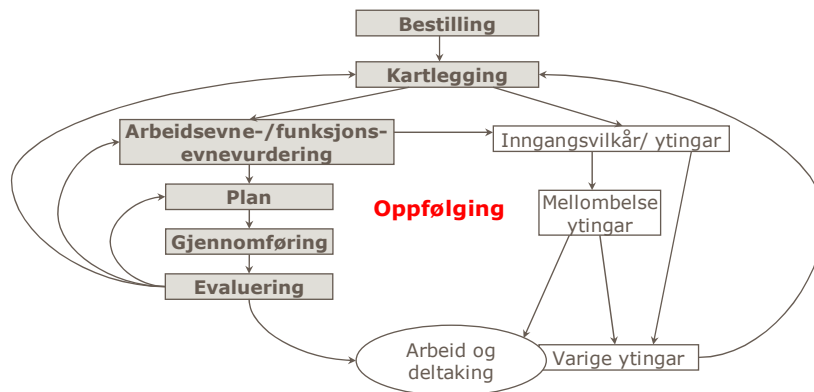 Bestilling
Kartlegging
Arbeidsevne-/funksjons-
evnevurdering
Inngangsvilkår/ ytingar
Plan
Oppfølging
Mellombelse
ytingar
Gjennomføring
Evaluering
Arbeid og
deltaking
Varige ytingar